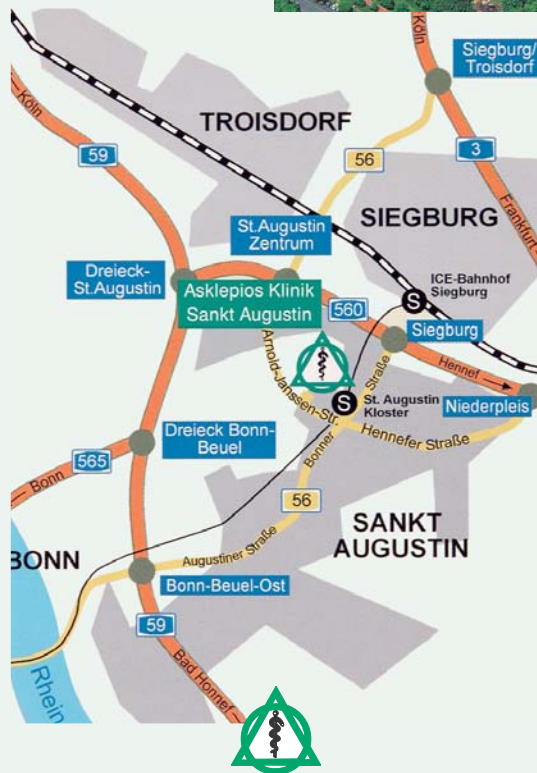 Köln
Siegburg/
Troisdorf
Köln
TROISDORF
59
56
3
SIEGBURG
Frankfurt
St.Augustin
Zentrum
ICE-Bahnhof
Siegburg
Dreieck-
St.Augustin
Asklepios Klinik
Sankt Augustin
S
560
Siegburg
Hennef
Arnold-Janssen-Str.
Straße
S
St. Augustin
Kloster
Niederpleis
Dreieck Bonn-
Beuel
Hennefer Straße
Bonner
565
Bonn
56
SANKT
AUGUSTIN
BONN
Augustiner Straße
Bonn-Beuel-Ost
59
Rhein
Bad Honnef